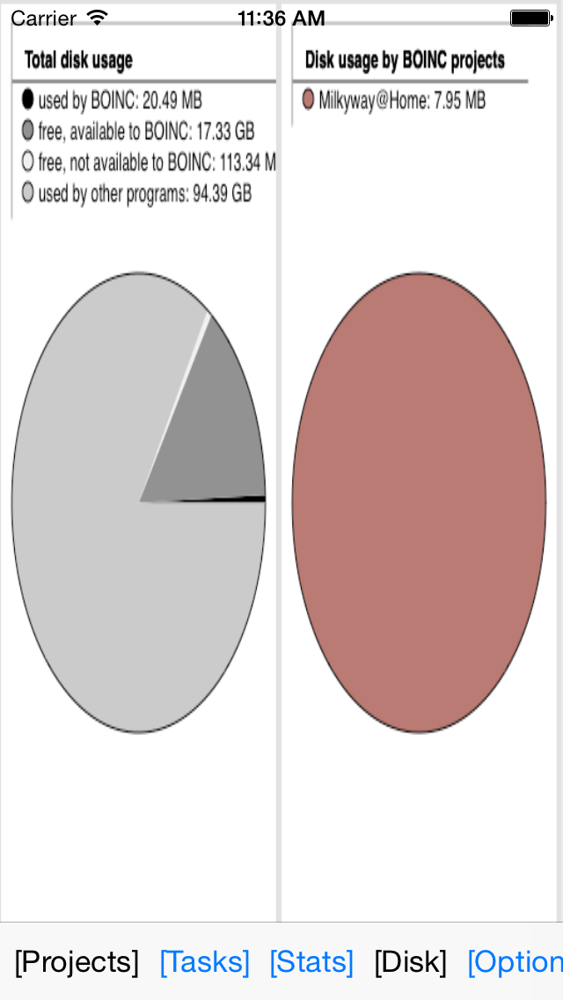 Carrier 11:36 AM
Total disk usage
used by BOINC: 20.49 MB
free, available to BOINC: 17.33 GB
free, not available to BOINC: 113.34 M
used by other programs: 94.39 GB
Disk usage by BOINC projects
Milkyway@Home: 7.95 MB
[Projects] [Tasks] [Stats] [Disk] [Option